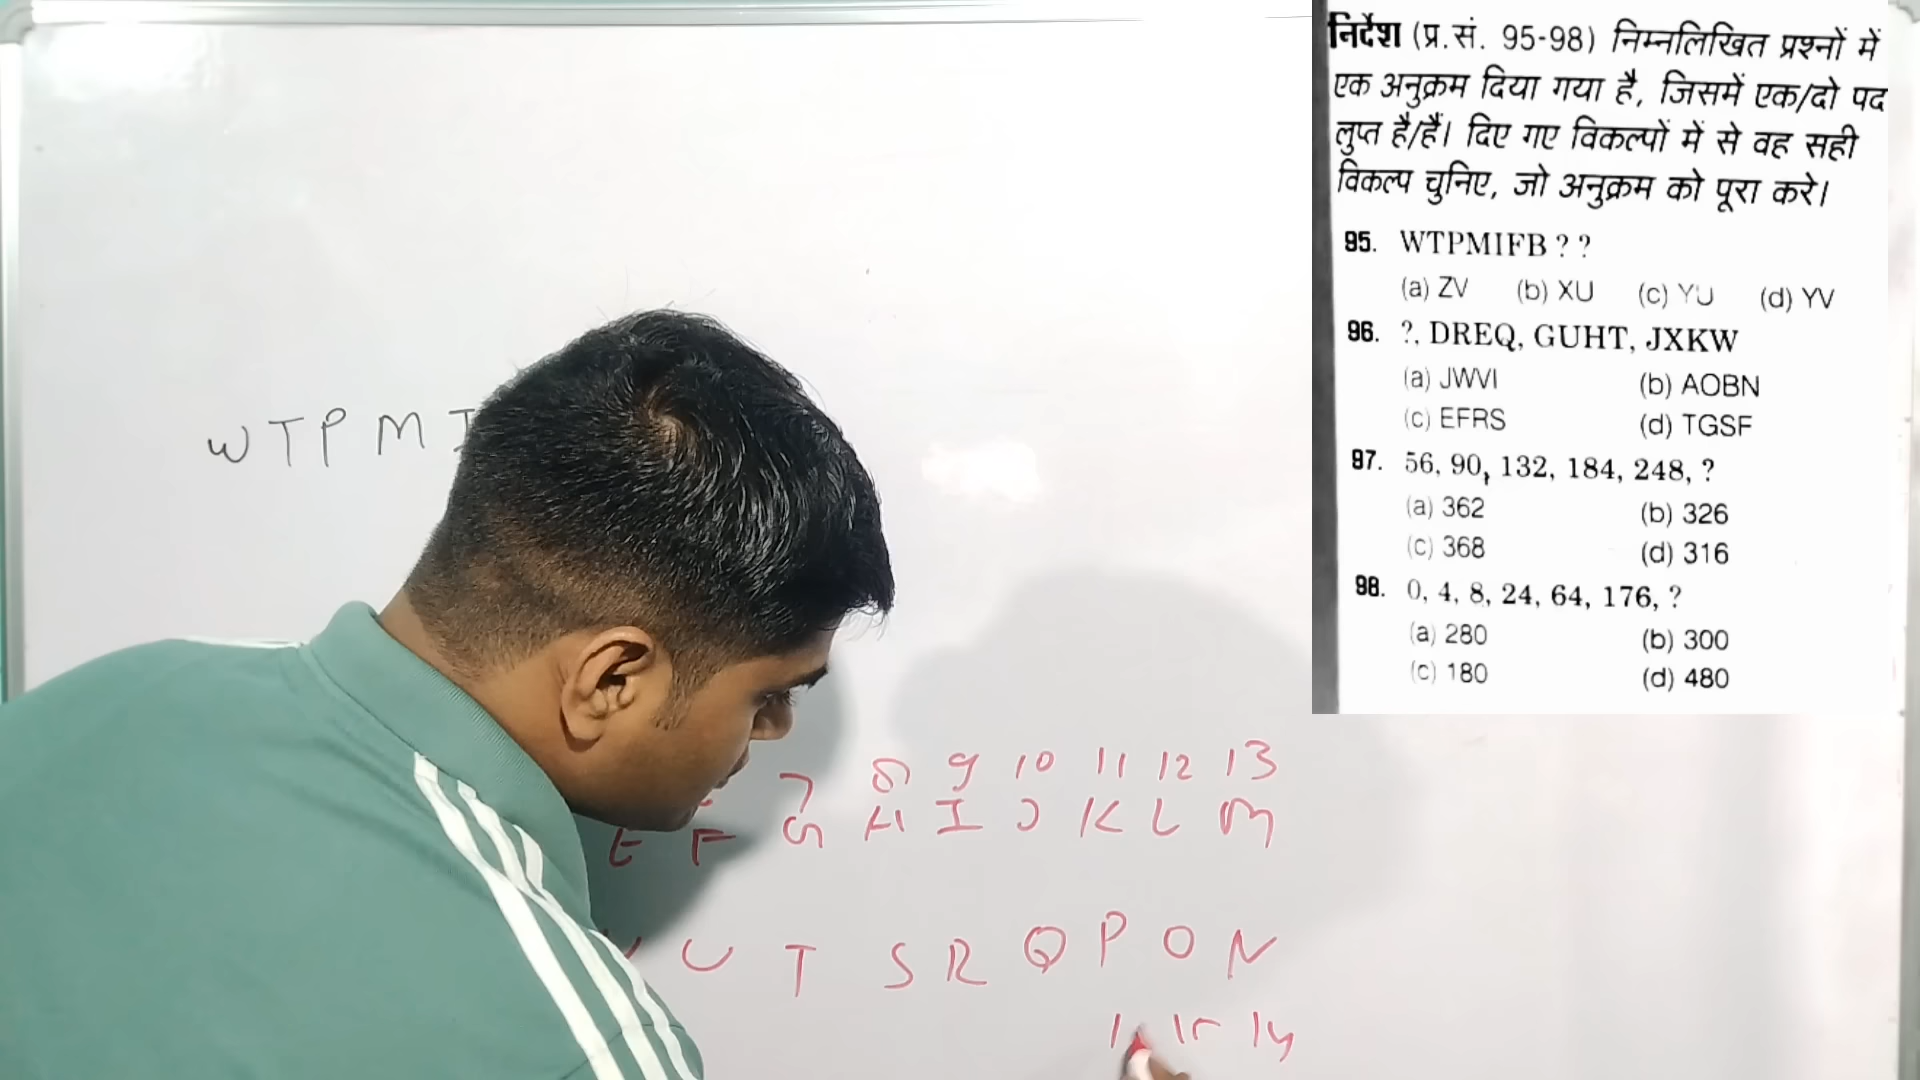 निर्देश (प्र.सं. 95-98) निम्नलिखित प्रश्नों में
एक अनुक्रम दिया गया है, जिसमें एक/दो पद
लुप्त है/हैं। दिए गए विकल्पों में से वह सही
विकल्प चुनिए, जो अनुक्रम को पूरा करे।
95. WTPMIFB ? ?
(a) ZV (b) XU (c) YU (d) YV
96. ?, DREQ, GUHT, JXKW
(a) JWVI (b) AOBN
(c) EFRS (d) TGSF
97. 56, 90, 132, 184, 248, ?
(a) 362 (b) 326
(c) 368 (d) 316
98. 0, 4, 8, 24, 64, 176, ?
(a) 280 (b) 300
(c) 180 (d) 480
W T P M I
7 8 9 10 11 12 13
E F G H I J K L M
U T S R Q P O N
15 14